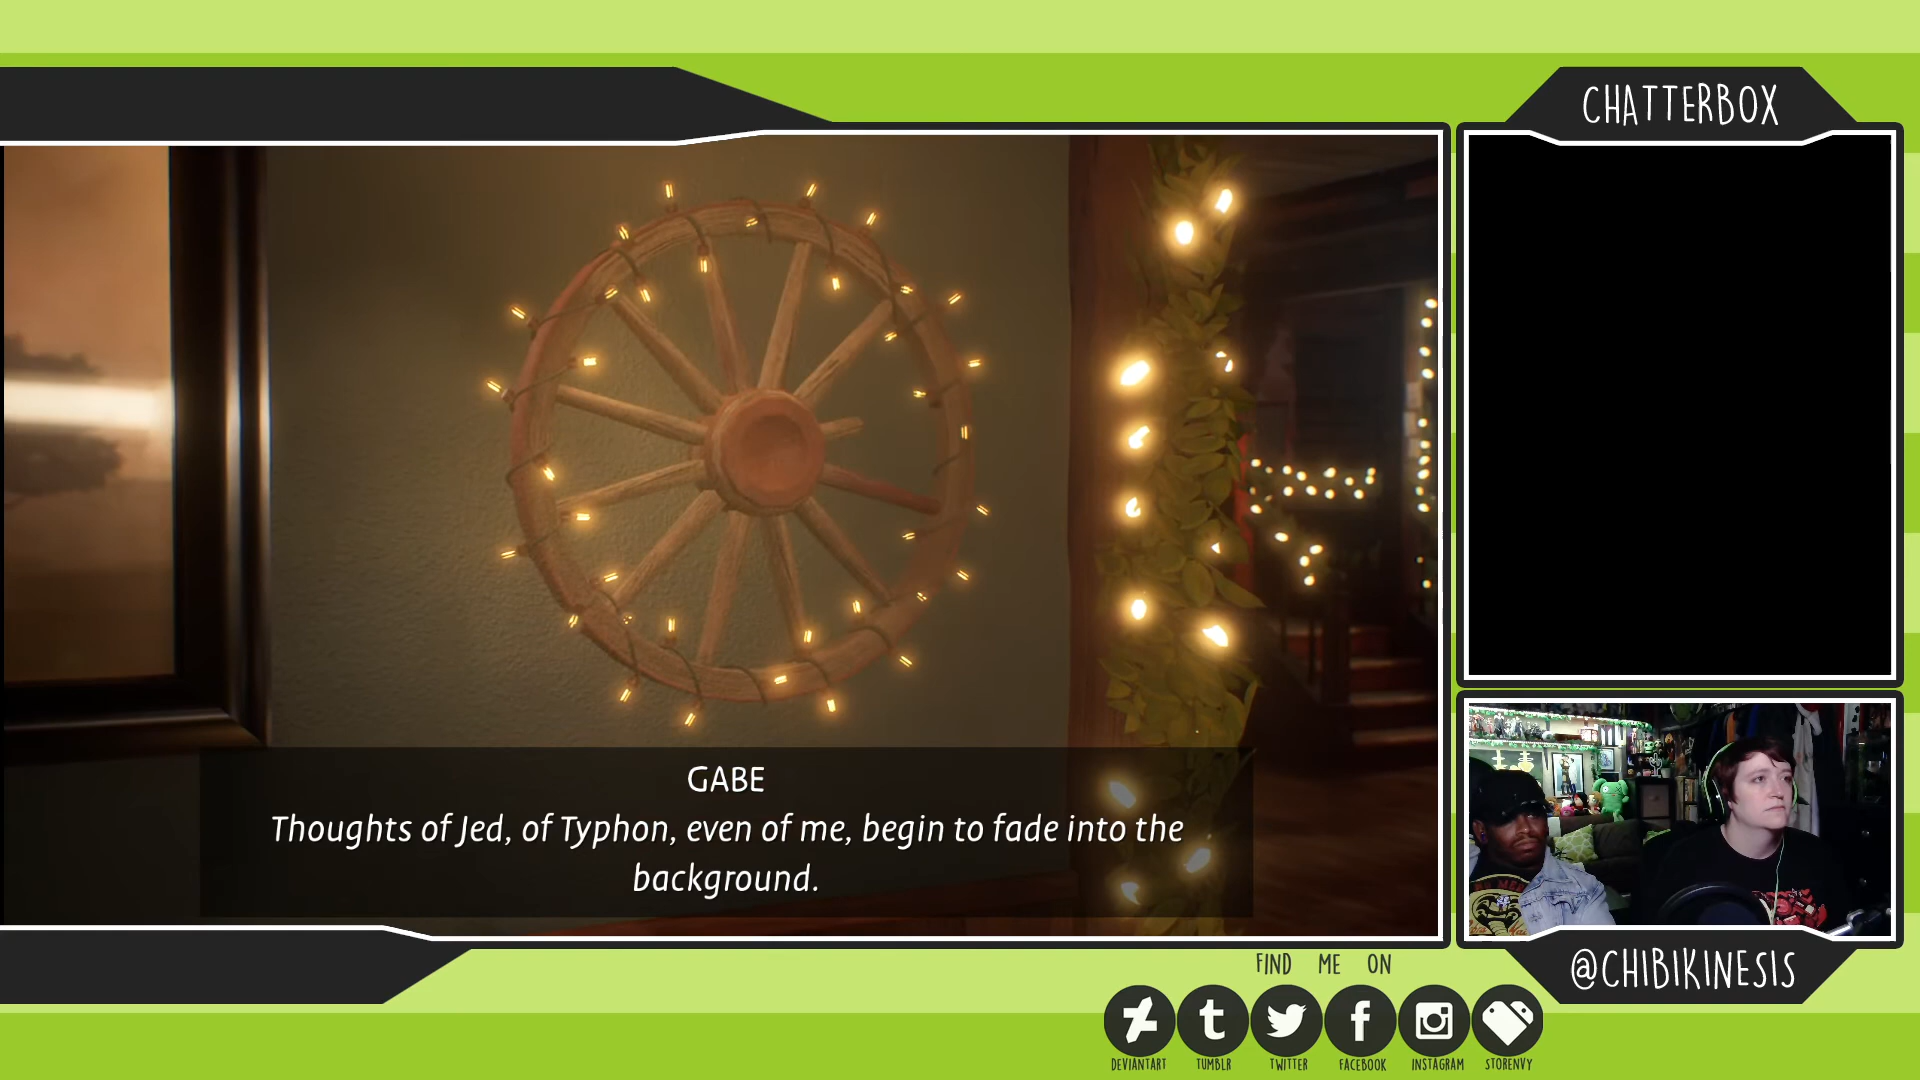 CHATTERBOX
GABE
Thoughts of Jed, of Typhon, even of me, begin to fade into the
background.
FIND ME ON
@CHIBIKINESIS
DEVIANTART TUMBLR TWITTER FACEBOOK INSTAGRAM STORENVY